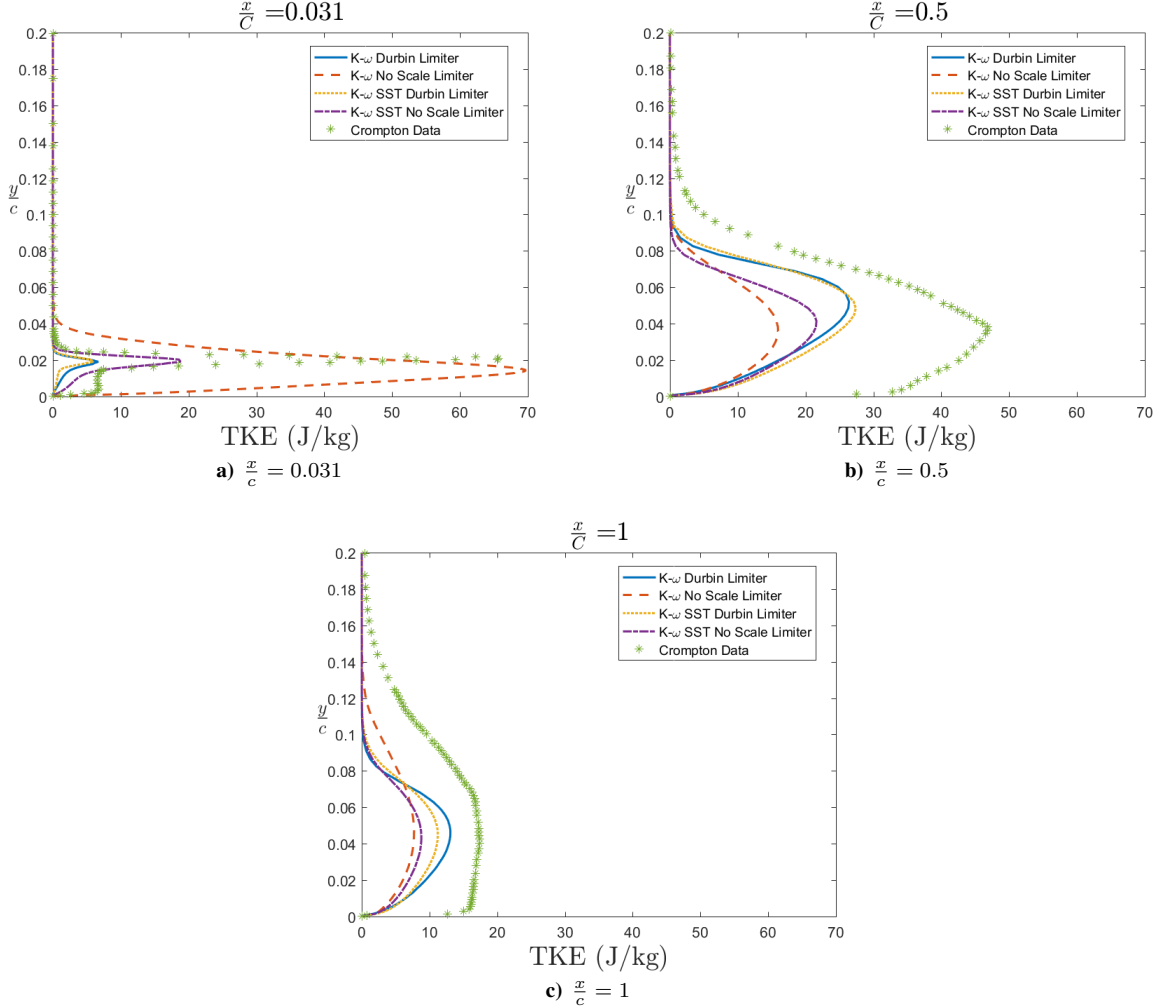 x/C =0.031
0.2
0.18
0.16
0.14
0.12
0.1
0.08
0.06
0.04
0.02
0
y/c
K-ω Durbin Limiter
K-ω No Scale Limiter
K-ω SST Durbin Limiter
K-ω SST No Scale Limiter
Crompton Data
0 10 20 30 40 50 60 70
TKE (J/kg)
a) x/c = 0.031
x/C =0.5
0.2
0.18
0.16
0.14
0.12
0.1
0.08
0.06
0.04
0.02
0
y/c
K-ω Durbin Limiter
K-ω No Scale Limiter
K-ω SST Durbin Limiter
K-ω SST No Scale Limiter
Crompton Data
0 10 20 30 40 50 60 70
TKE (J/kg)
b) x/c = 0.5
x/C =1
0.2
0.18
0.16
0.14
0.12
0.1
0.08
0.06
0.04
0.02
0
y/c
K-ω Durbin Limiter
K-ω No Scale Limiter
K-ω SST Durbin Limiter
K-ω SST No Scale Limiter
Crompton Data
0 10 20 30 40 50 60 70
TKE (J/kg)
c) x/c = 1